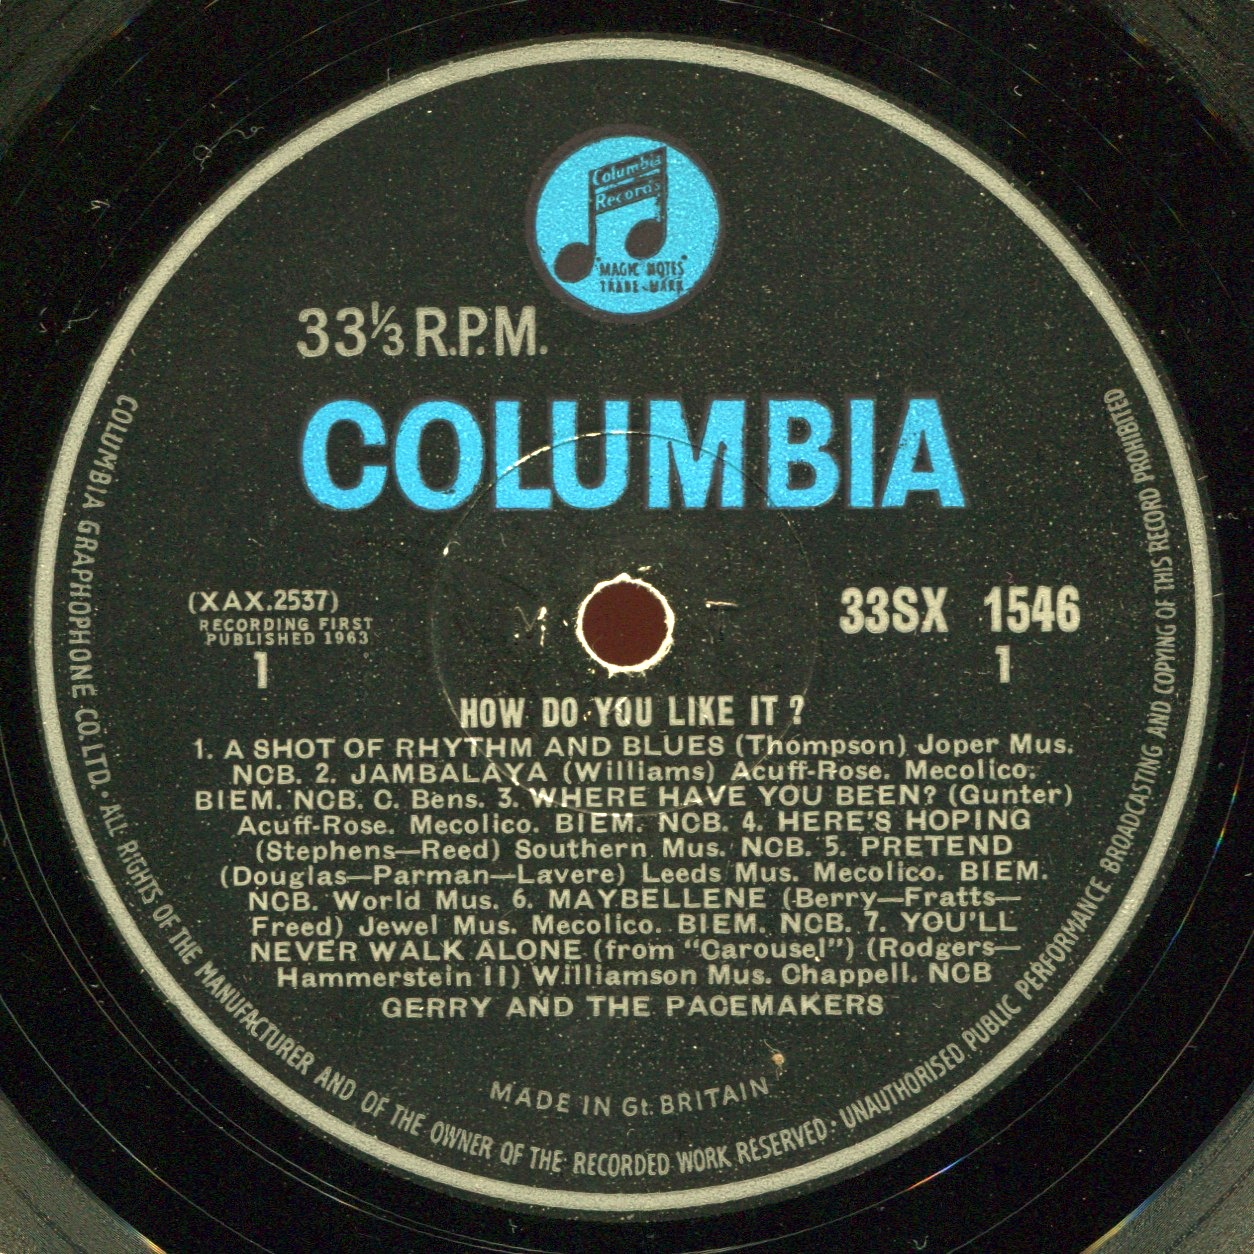 Columbia
Records
"MAGIC NOTES"
TRADE-MARK
33⅓ R.P.M.
COLUMBIA
(XAX.2537)
RECORDING FIRST
PUBLISHED 1963
1
33SX 1546
1
M T
HOW DO YOU LIKE IT ?
1. A SHOT OF RHYTHM AND BLUES (Thompson) Joper Mus.
NCB. 2. JAMBALAYA (Williams) Acuff-Rose. Mecolico.
BIEM. NCB. C. Bens. 3. WHERE HAVE YOU BEEN? (Gunter)
Acuff-Rose. Mecolico. BIEM. NCB. 4. HERE'S HOPING
(Stephens—Reed) Southern Mus. NCB. 5. PRETEND
(Douglas—Parman—Lavere) Leeds Mus. Mecolico. BIEM.
NCB. World Mus. 6. MAYBELLENE (Berry—Fratts—
Freed) Jewel Mus. Mecolico. BIEM. NCB. 7. YOU'LL
NEVER WALK ALONE (from "Carousel") (Rodgers—
Hammerstein II) Williamson Mus. Chappell. NCB
GERRY AND THE PACEMAKERS
MADE IN Gt. BRITAIN
COLUMBIA GRAPHOPHONE CO. LTD. · ALL RIGHTS OF THE MANUFACTURER AND OF THE OWNER OF THE RECORDED WORK RESERVED · UNAUTHORISED PUBLIC PERFORMANCE BROADCASTING AND COPYING OF THIS RECORD PROHIBITED